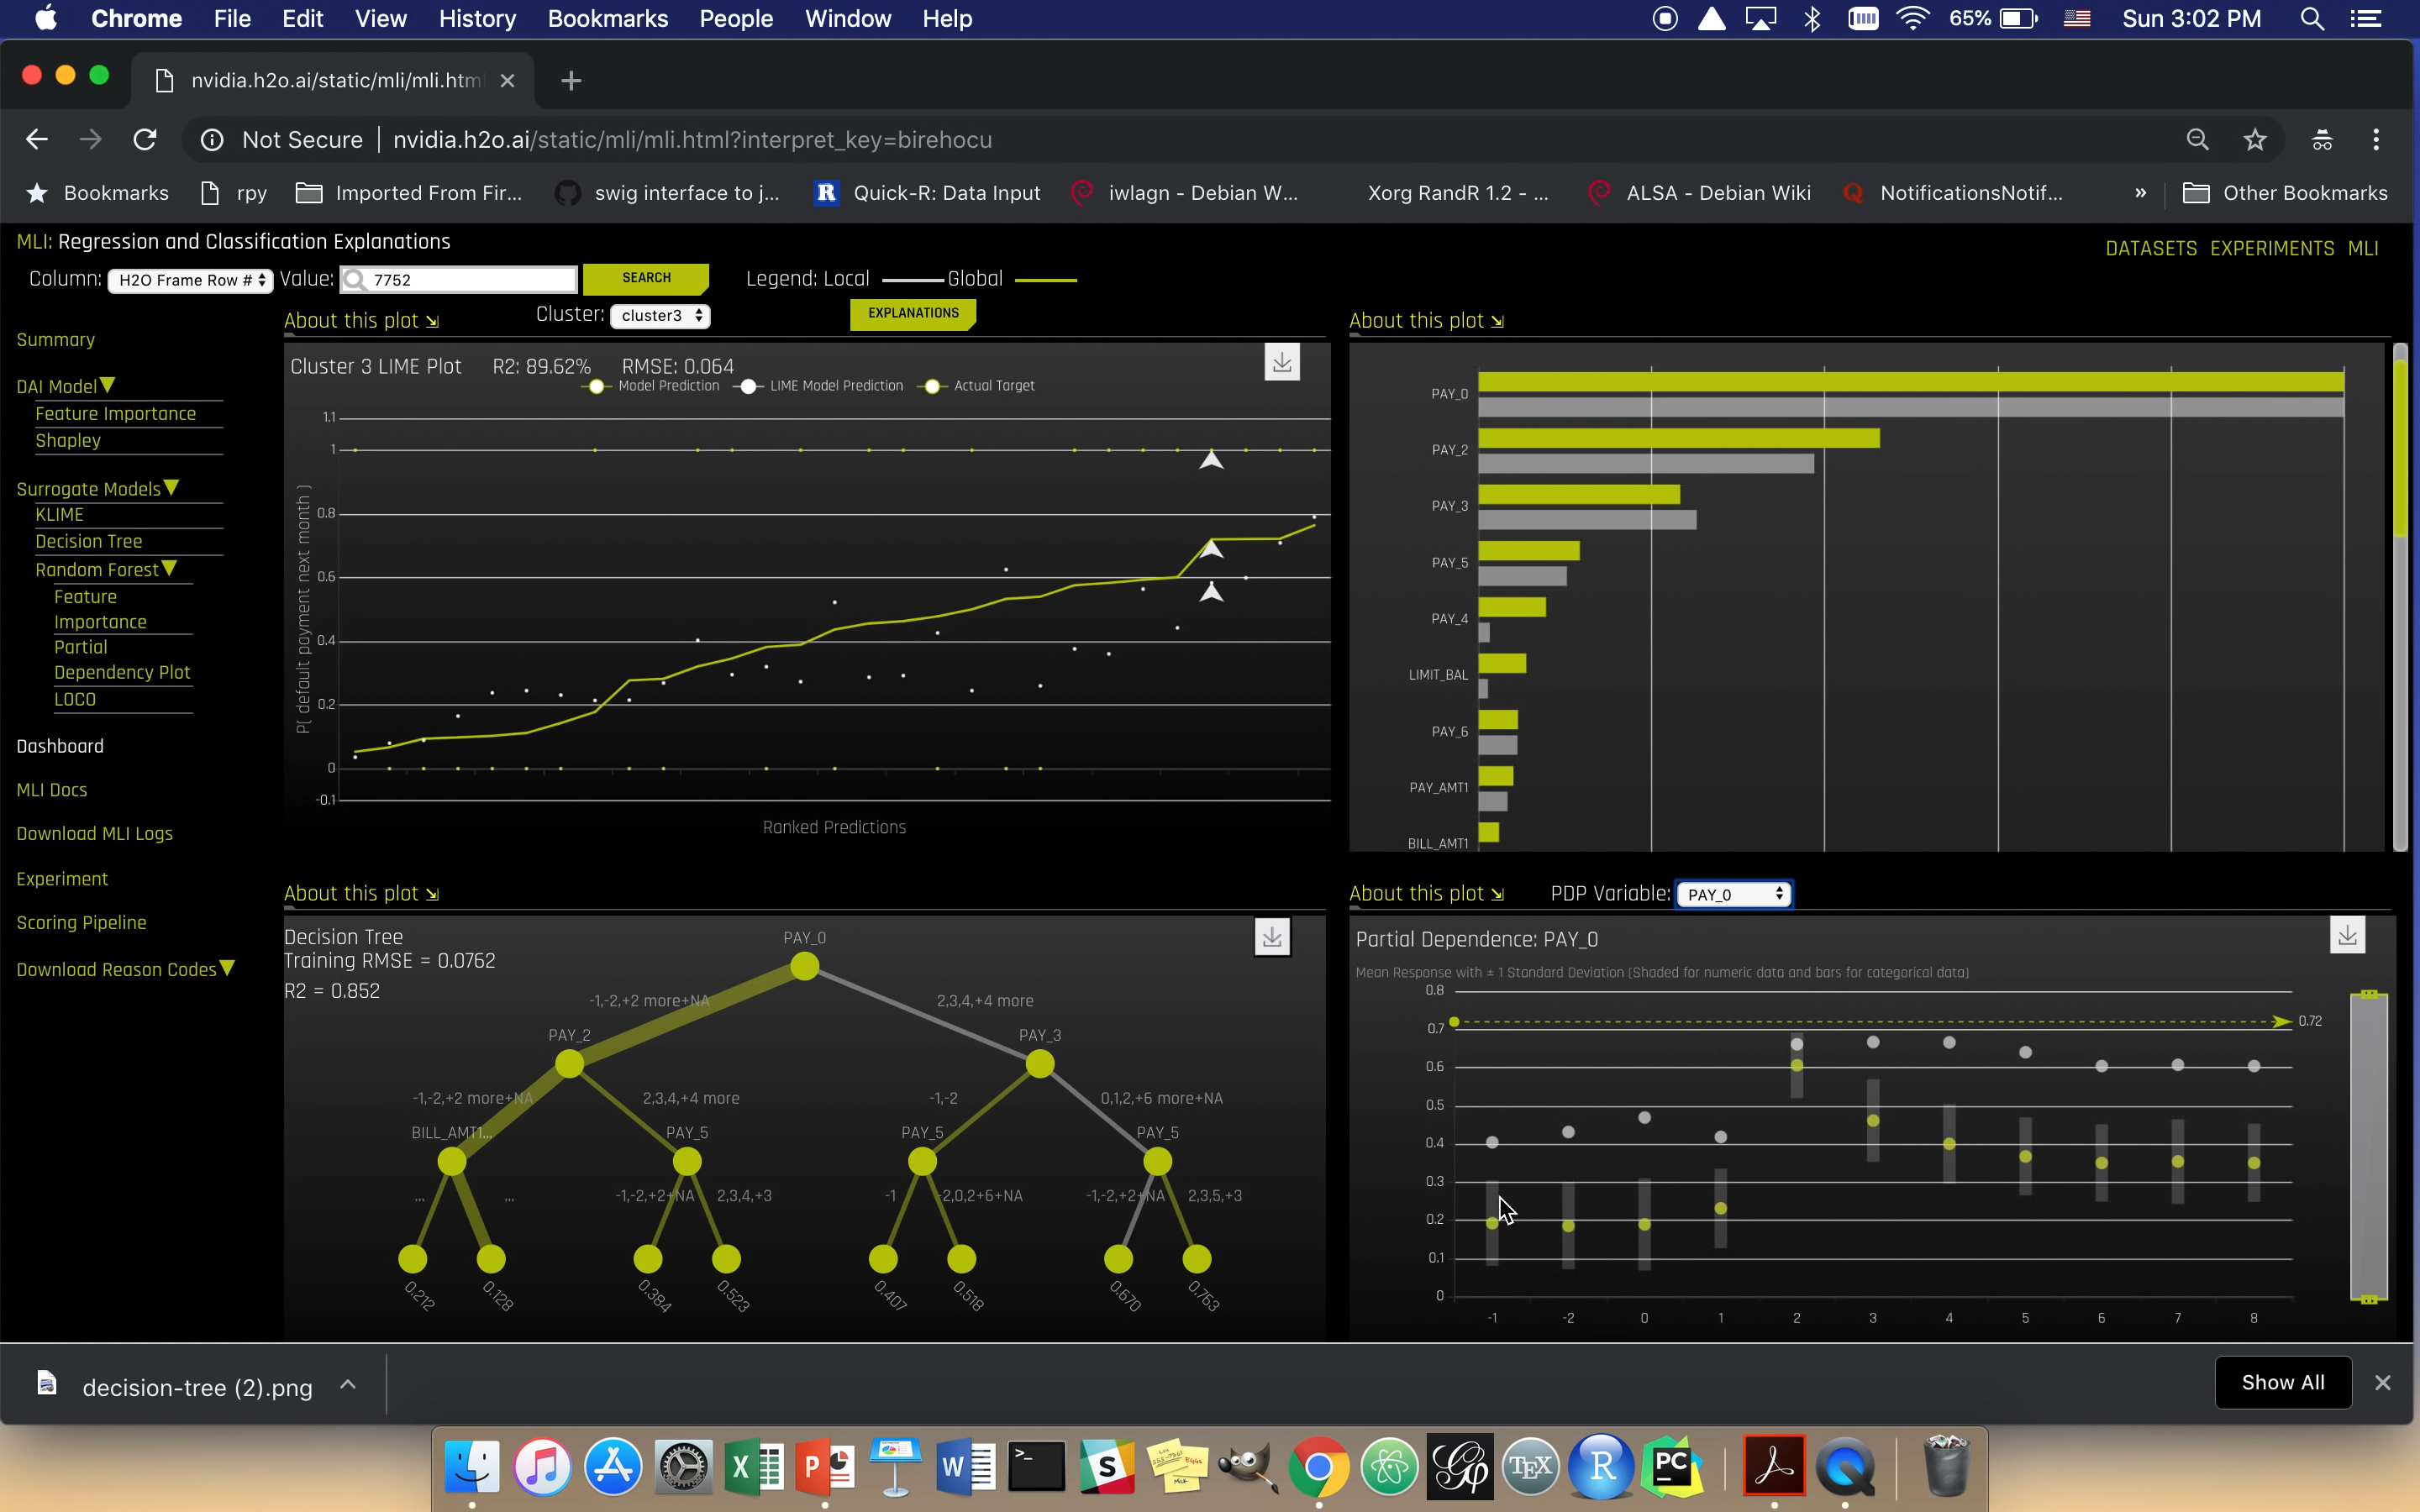 Chrome File Edit View History Bookmarks People Window Help 65% Sun 3:02 PM
nvidia.h2o.ai/static/mli/mli.htm
Not Secure nvidia.h2o.ai/static/mli/mli.html?interpret_key=birehocu
Bookmarks rpy Imported From Fir... swig interface to j... R Quick-R: Data Input iwlagn - Debian W... Xorg RandR 1.2 - ... ALSA - Debian Wiki NotificationsNotif... » Other Bookmarks
MLI: Regression and Classification Explanations
DATASETS EXPERIMENTS MLI
Column: H2O Frame Row # Value: 7752 SEARCH Legend: Local Global
Cluster: cluster3 EXPLANATIONS
Summary
DAI Model
Feature Importance
Shapley
Surrogate Models
KLIME
Decision Tree
Random Forest
Feature
Importance
Partial
Dependency Plot
LOCO
Dashboard
MLI Docs
Download MLI Logs
Experiment
Scoring Pipeline
Download Reason Codes
About this plot
Cluster 3 LIME Plot R2: 89.62% RMSE: 0.064
Model Prediction LIME Model Prediction Actual Target
1.1
1
0.8
0.6
0.4
0.2
0
-0.1
P( default payment next month )
Ranked Predictions
About this plot
PAY_0
PAY_2
PAY_3
PAY_5
PAY_4
LIMIT_BAL
PAY_6
PAY_AMT1
BILL_AMT1
About this plot
Decision Tree
Training RMSE = 0.0762
R2 = 0.852
PAY_0
-1,-2,+2 more+NA 2,3,4,+4 more
PAY_2 PAY_3
-1,-2,+2 more+NA 2,3,4,+4 more -1,-2 0,1,2,+6 more+NA
BILL_AMT1... PAY_5 PAY_5 PAY_5
... ... -1,-2,+2+NA 2,3,4,+3 -1 -2,0,2+6+NA -1,-2,+2+NA 2,3,5,+3
0.212 0.128 0.384 0.523 0.407 0.518 0.670 0.763
About this plot PDP Variable: PAY_0
Partial Dependence: PAY_0
Mean Response with ± 1 Standard Deviation (Shaded for numeric data and bars for categorical data)
0.8
0.7
0.72
0.6
0.5
0.4
0.3
0.2
0.1
0
-1 -2 0 1 2 3 4 5 6 7 8
decision-tree (2).png
Show All
X P W >_ S TEX R PC